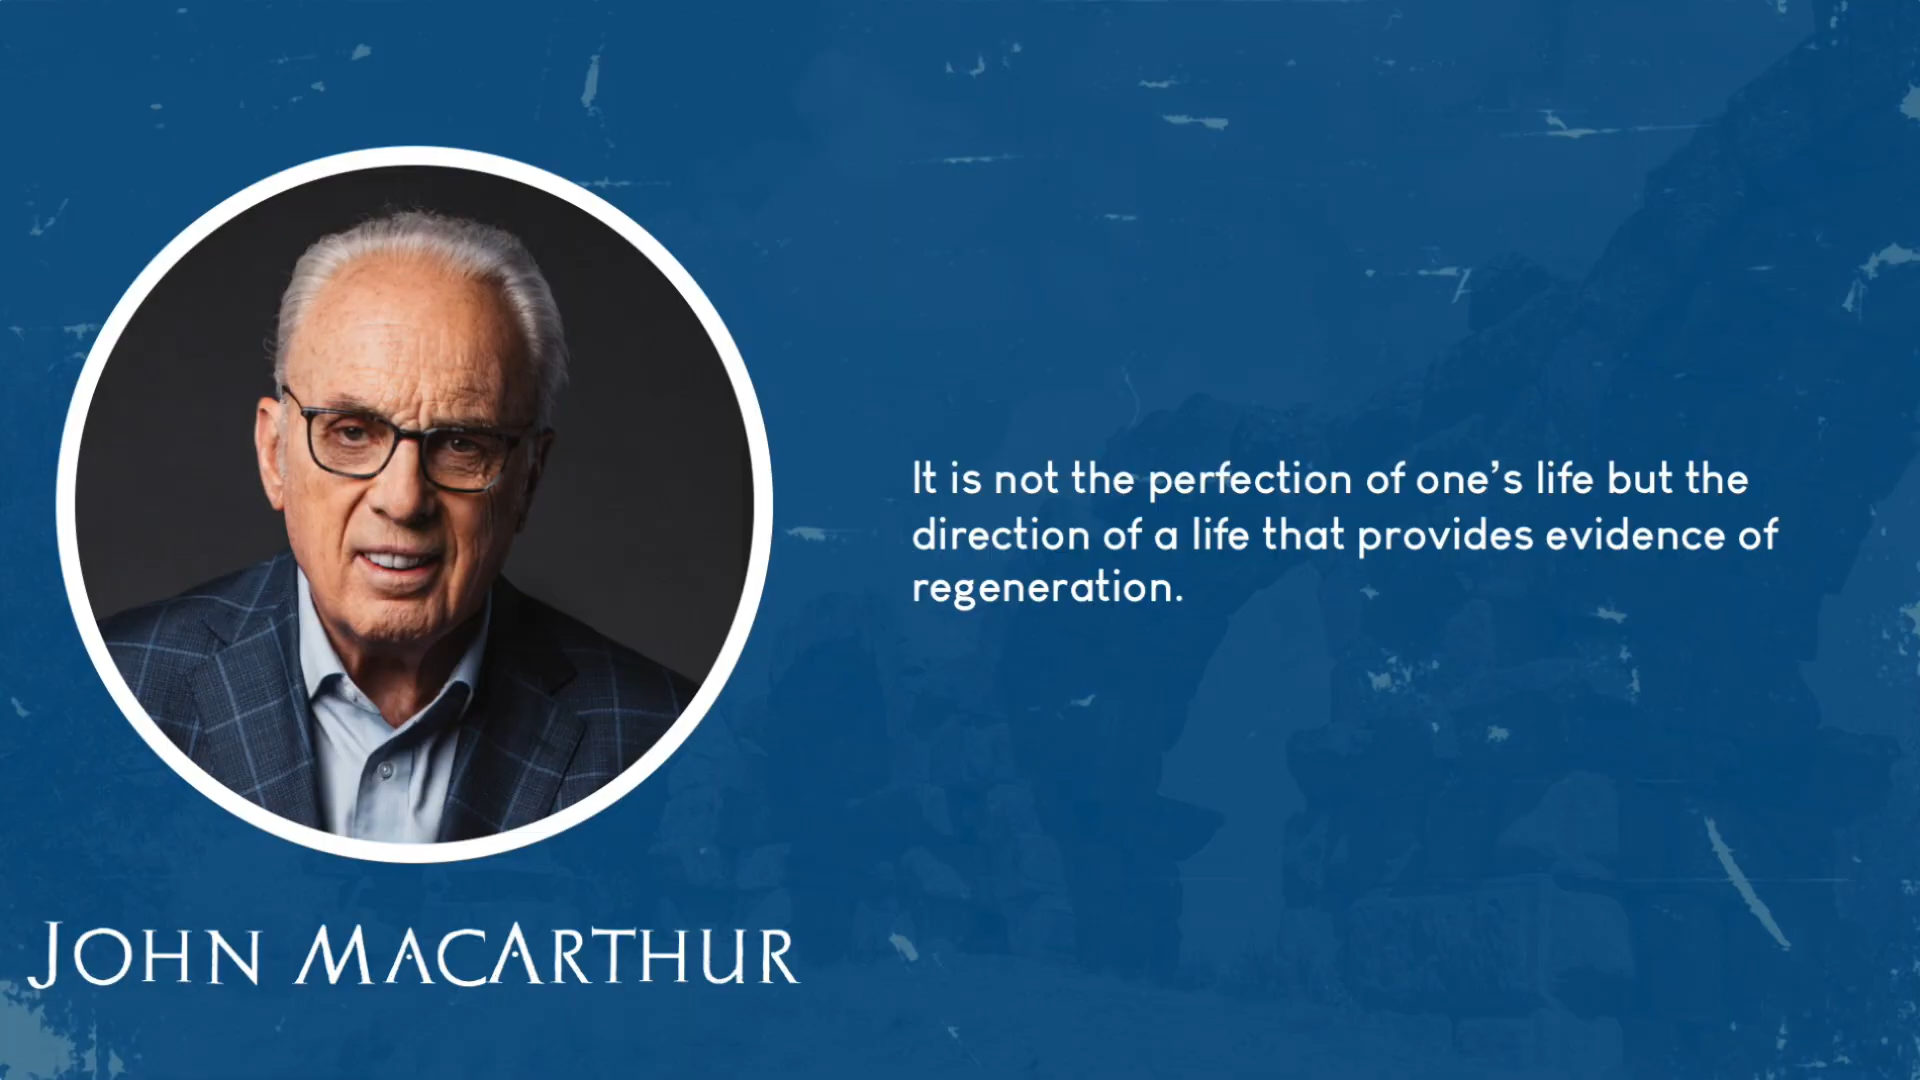 It is not the perfection of one’s life but the
direction of a life that provides evidence of
regeneration.
John MacArthur